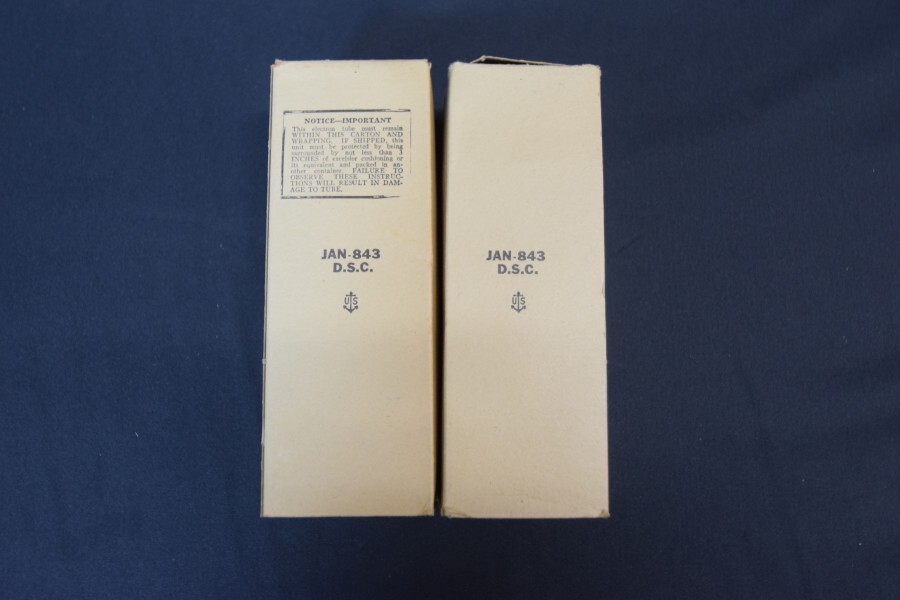 NOTICE—IMPORTANT
This electron tube must remain
WITHIN THIS CARTON AND
WRAPPING. IF SHIPPED, this
unit must be protected by being
surrounded by not less than 3
INCHES of excelsior cushioning or
its equivalent and packed in an-
other container. FAILURE TO
OBSERVE THESE INSTRUC-
TIONS WILL RESULT IN DAM-
AGE TO TUBE.
JAN-843
D.S.C.
US
JAN-843
D.S.C.
US